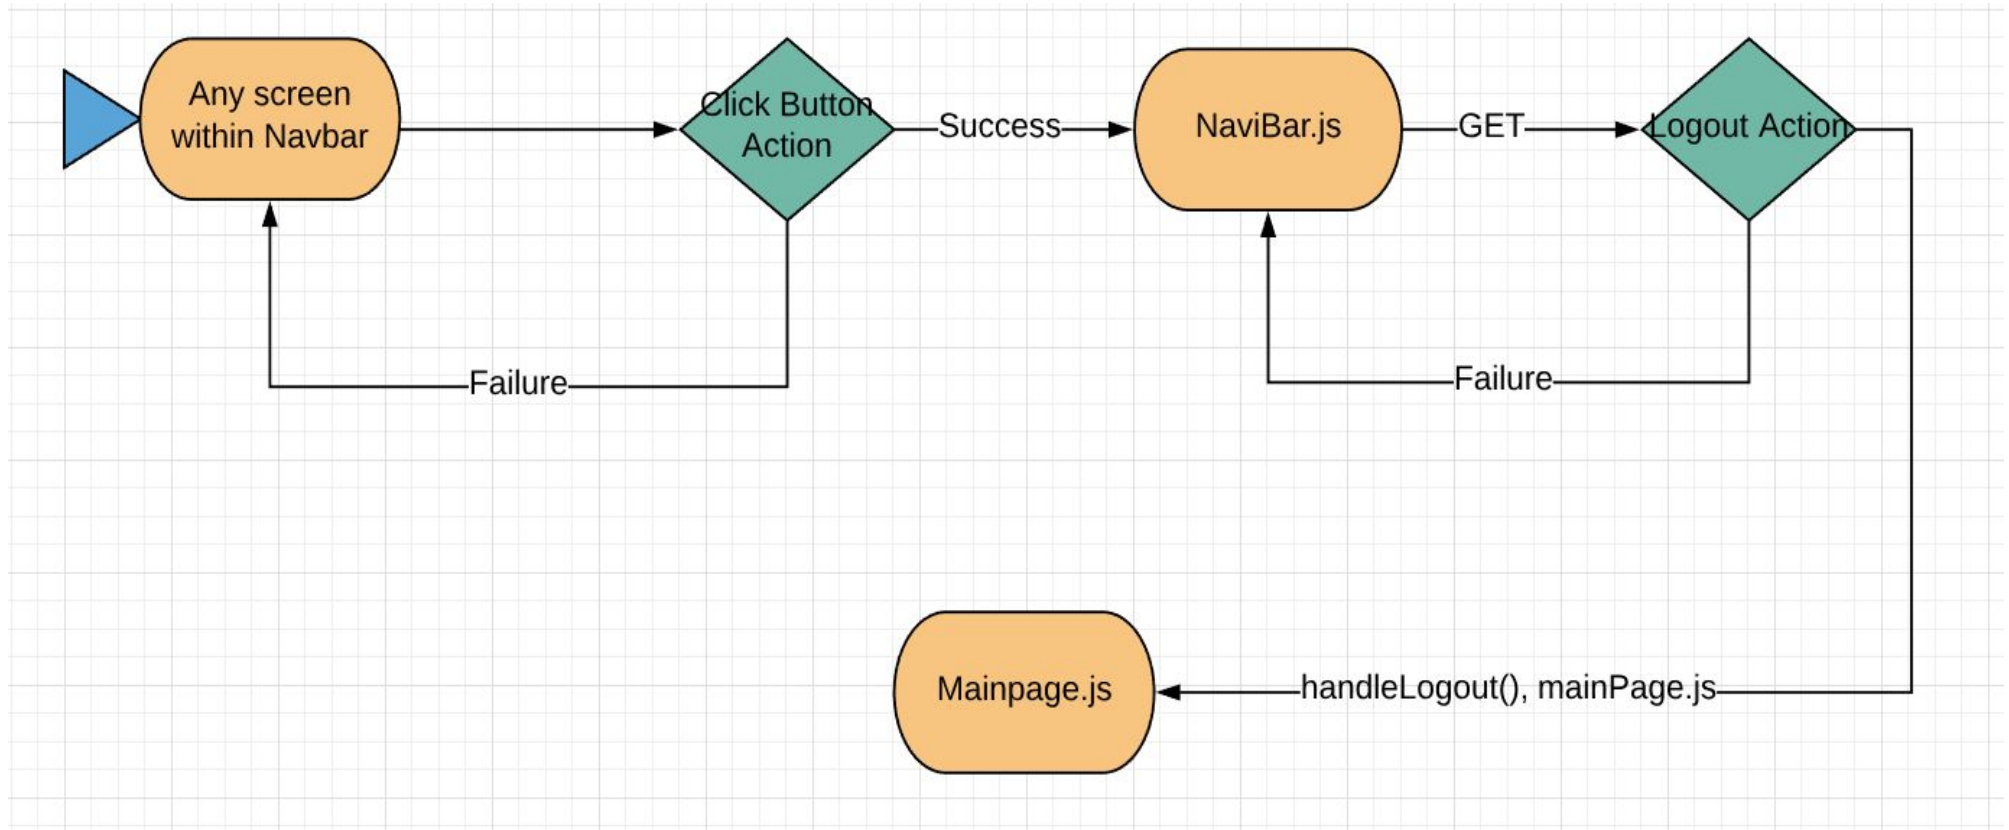 Any screen
within Navbar
Click Button
Action
Success
NaviBar.js
GET
Logout Action
Failure
Failure
Mainpage.js
handleLogout(), mainPage.js